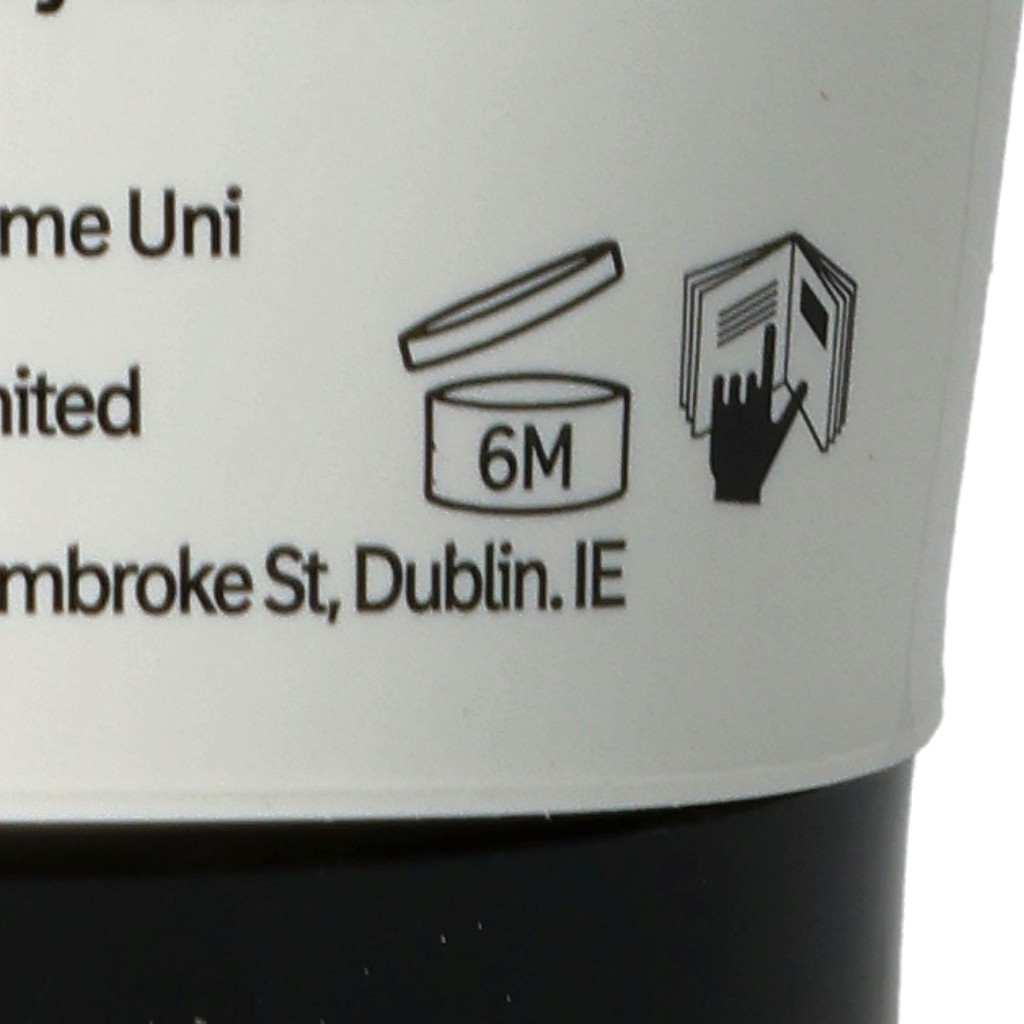 me Uni
nited
6M
mbroke St, Dublin. IE